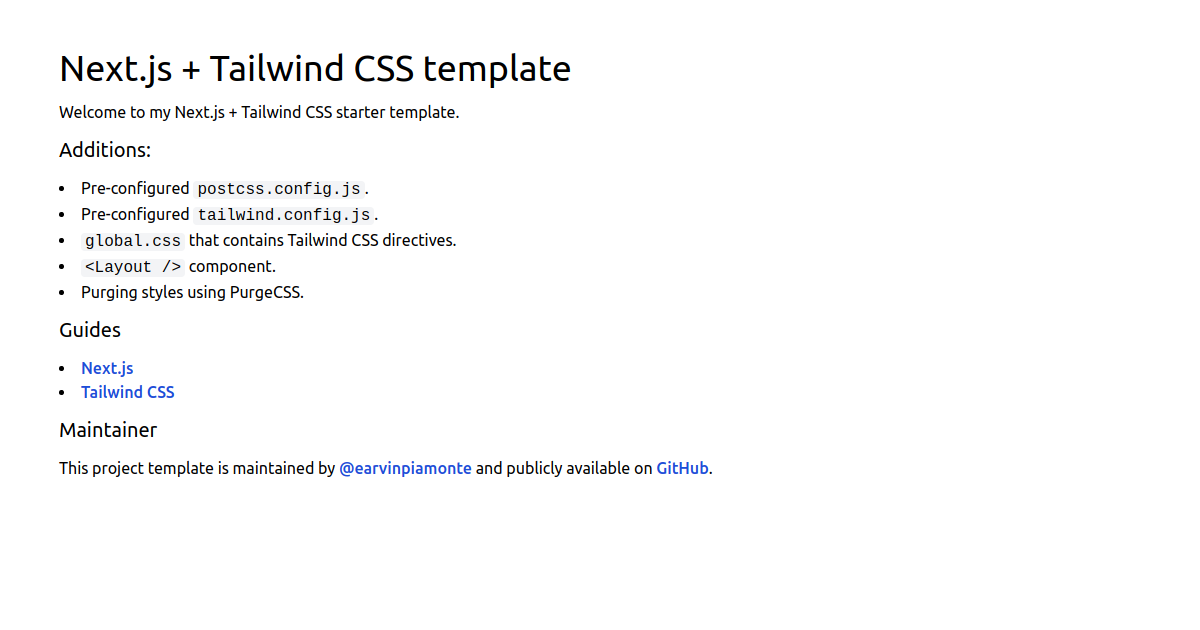 Next.js + Tailwind CSS template
Welcome to my Next.js + Tailwind CSS starter template.
Additions:
• Pre-configured postcss.config.js.
• Pre-configured tailwind.config.js.
• global.css that contains Tailwind CSS directives.
• <Layout /> component.
• Purging styles using PurgeCSS.
Guides
• Next.js
• Tailwind CSS
Maintainer
This project template is maintained by @earvinpiamonte and publicly available on GitHub.